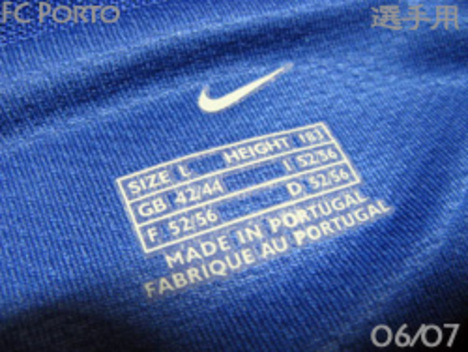 FC PORTO 選手用
SIZE L HEIGHT 183
GB 42/44 I 52/56
F 52/56 D 52/56
MADE IN PORTUGAL
FABRIQUE AU PORTUGAL
06/07